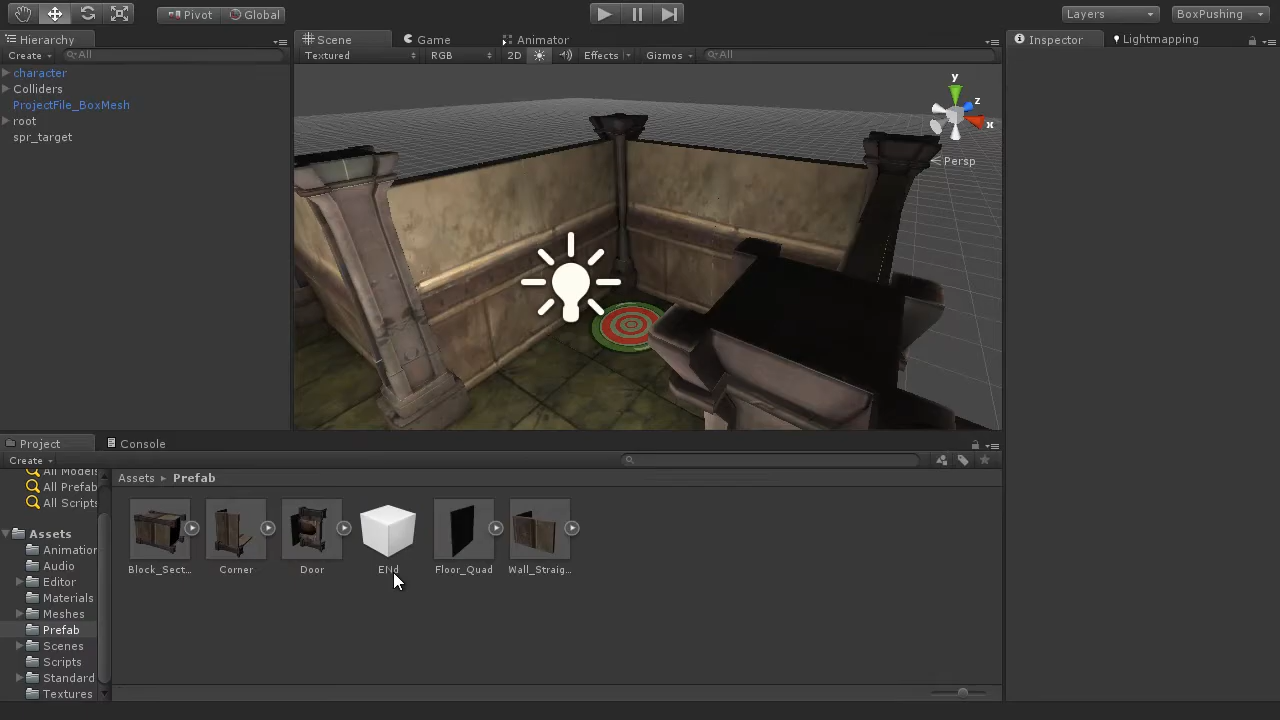 Pivot Global Layers BoxPushing
Hierarchy Scene Game Animator Inspector Lightmapping
Create All Textured RGB 2D Effects Gizmos All
character
Colliders
ProjectFile_BoxMesh
root
spr_target
y
z
x
Persp
Project Console
Create
All Models
All Prefab
All Scripts
Assets Prefab
Assets
Animation
Audio
Editor
Materials
Meshes
Prefab
Scenes
Scripts
Standard
Textures
Block_Sect... Corner Door ENd Floor_Quad Wall_Straig...